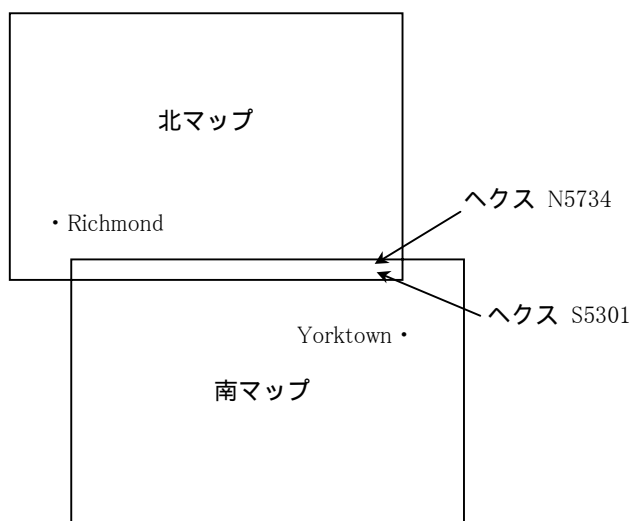 北マップ
ヘクス N5734
・Richmond
ヘクス S5301
Yorktown・
南マップ